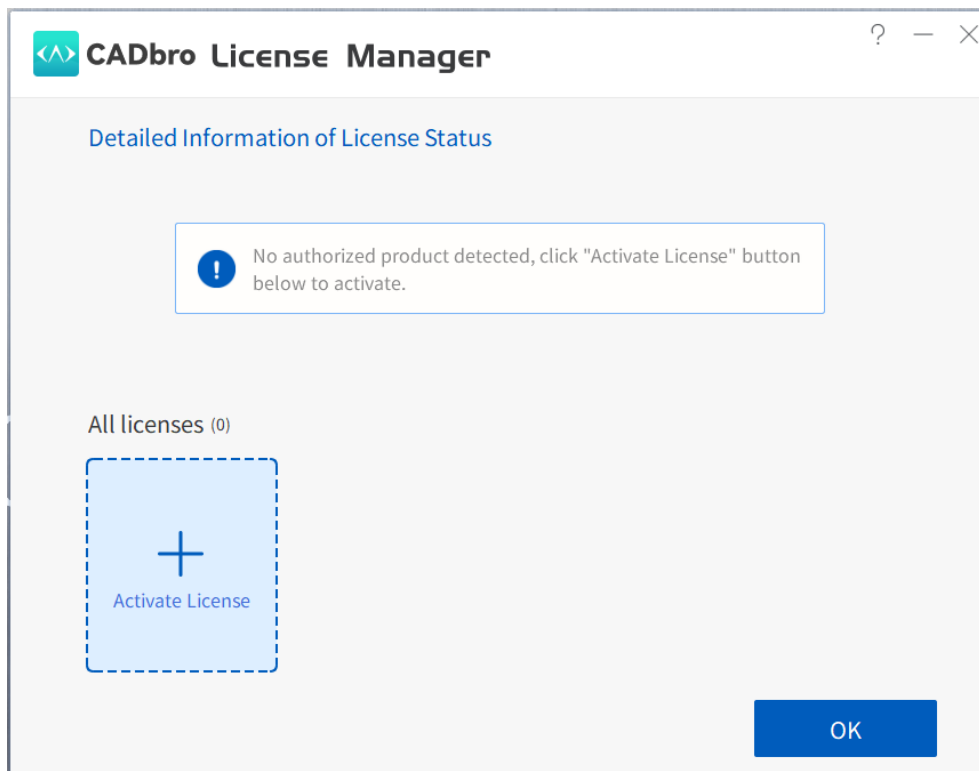 CADbro License Manager
Detailed Information of License Status
No authorized product detected, click "Activate License" button
below to activate.
All licenses (0)
Activate License
OK